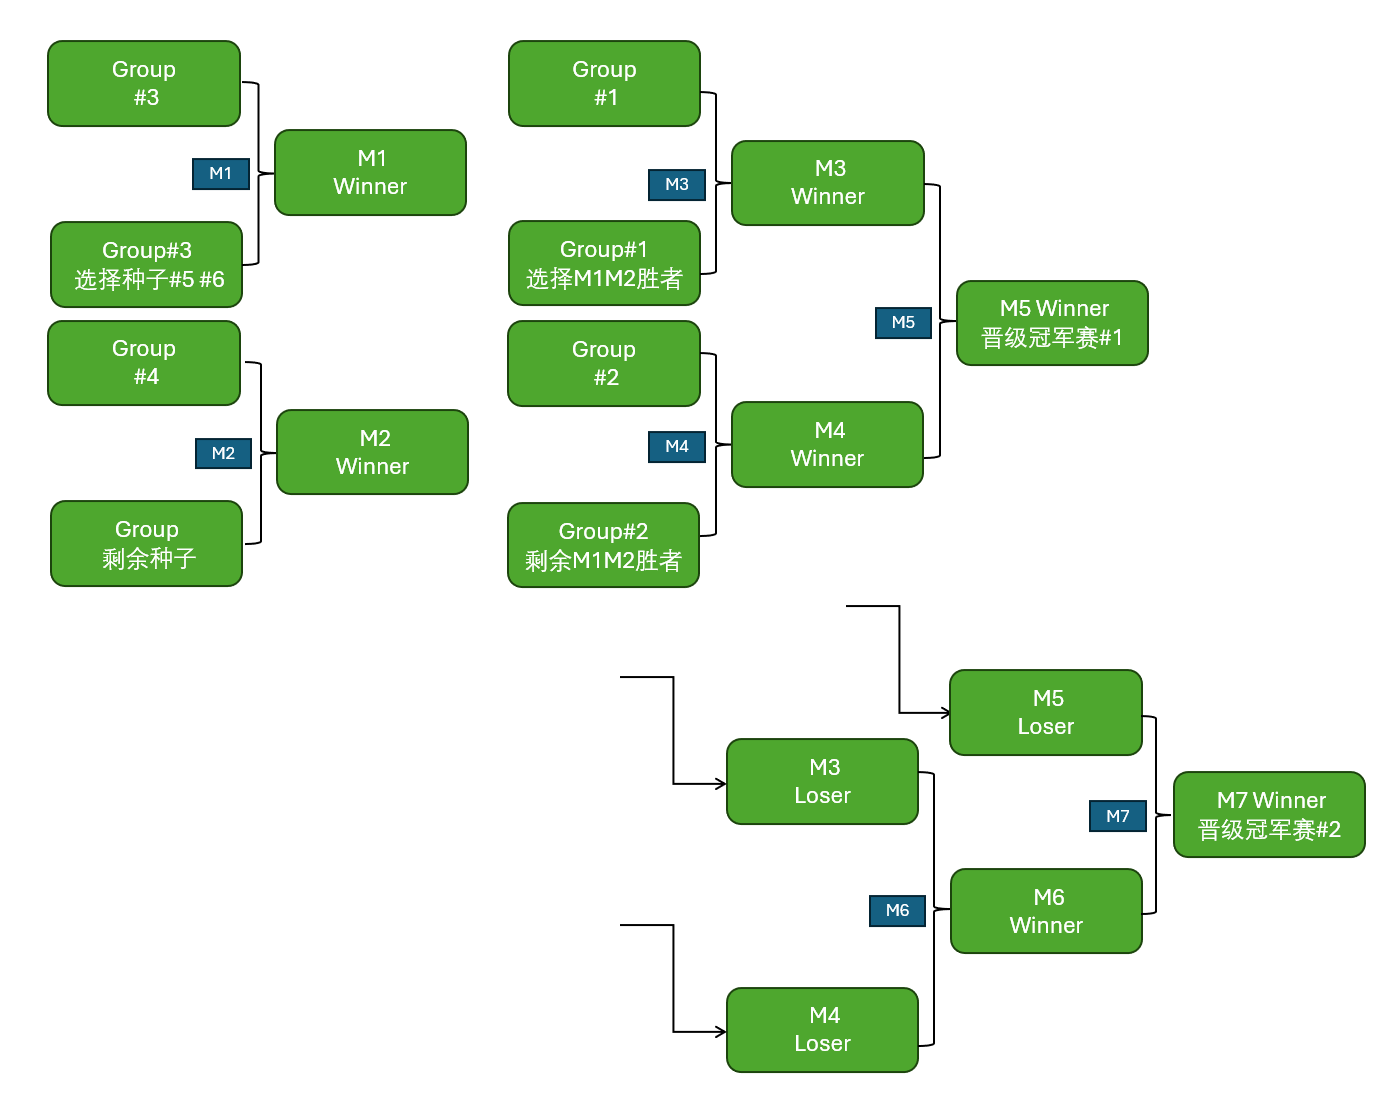 Group
#3
M1
M1
Winner
Group#3
选择种子#5 #6
Group
#4
M2
M2
Winner
Group
剩余种子
Group
#1
M3
M3
Winner
Group#1
选择M1M2胜者
Group
#2
M4
M4
Winner
Group#2
剩余M1M2胜者
M5
M5 Winner
晋级冠军赛#1
M5
Loser
M3
Loser
M7
M7 Winner
晋级冠军赛#2
M6
M6
Winner
M4
Loser